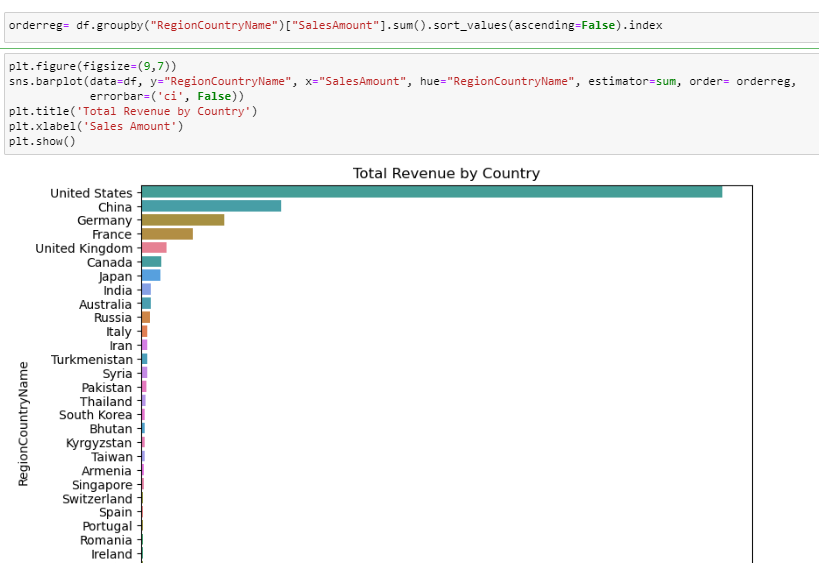 orderreg= df.groupby("RegionCountryName")["SalesAmount"].sum().sort_values(ascending=False).index
plt.figure(figsize=(9,7))
sns.barplot(data=df, y="RegionCountryName", x="SalesAmount", hue="RegionCountryName", estimator=sum, order= orderreg,
errorbar=('ci', False))
plt.title('Total Revenue by Country')
plt.xlabel('Sales Amount')
plt.show()
Total Revenue by Country
United States
China
Germany
France
United Kingdom
Canada
Japan
India
Australia
Russia
Italy
Iran
Turkmenistan
Syria
Pakistan
Thailand
South Korea
Bhutan
Kyrgyzstan
Taiwan
Armenia
Singapore
Switzerland
Spain
Portugal
Romania
Ireland
RegionCountryName